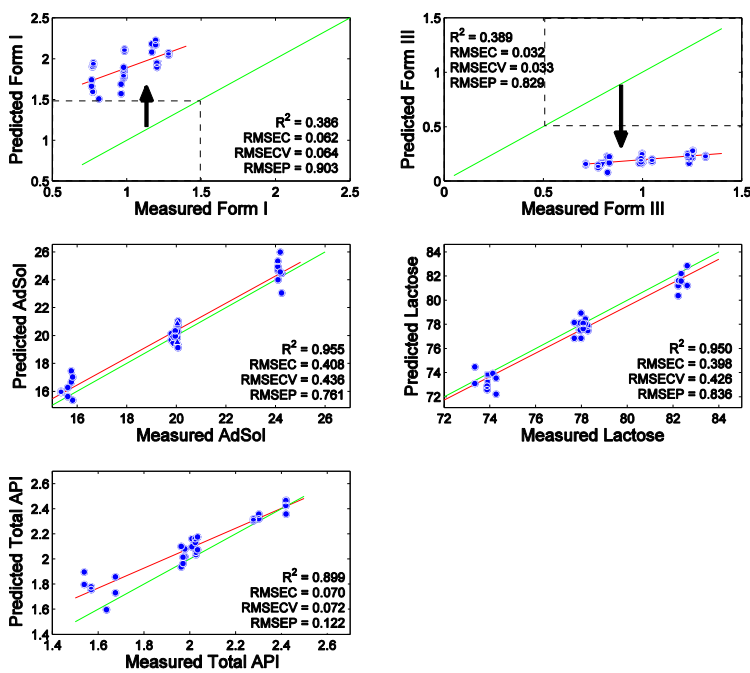 2.5
2
1.5
1
0.5
0.5
1
1.5
2
2.5
Predicted Form I
Measured Form I
R2 = 0.386
RMSEC = 0.062
RMSECV = 0.064
RMSEP = 0.903
1.5
1
0.5
0
0
0.5
1
1.5
Predicted Form III
Measured Form III
R2 = 0.389
RMSEC = 0.032
RMSECV = 0.033
RMSEP = 0.829
26
24
22
20
18
16
16
18
20
22
24
26
Predicted AdSol
Measured AdSol
R2 = 0.955
RMSEC = 0.408
RMSECV = 0.436
RMSEP = 0.761
84
82
80
78
76
74
72
72
74
76
78
80
82
84
Predicted Lactose
Measured Lactose
R2 = 0.950
RMSEC = 0.398
RMSECV = 0.426
RMSEP = 0.836
2.6
2.4
2.2
2
1.8
1.6
1.4
1.4
1.6
1.8
2
2.2
2.4
2.6
Predicted Total API
Measured Total API
R2 = 0.899
RMSEC = 0.070
RMSECV = 0.072
RMSEP = 0.122